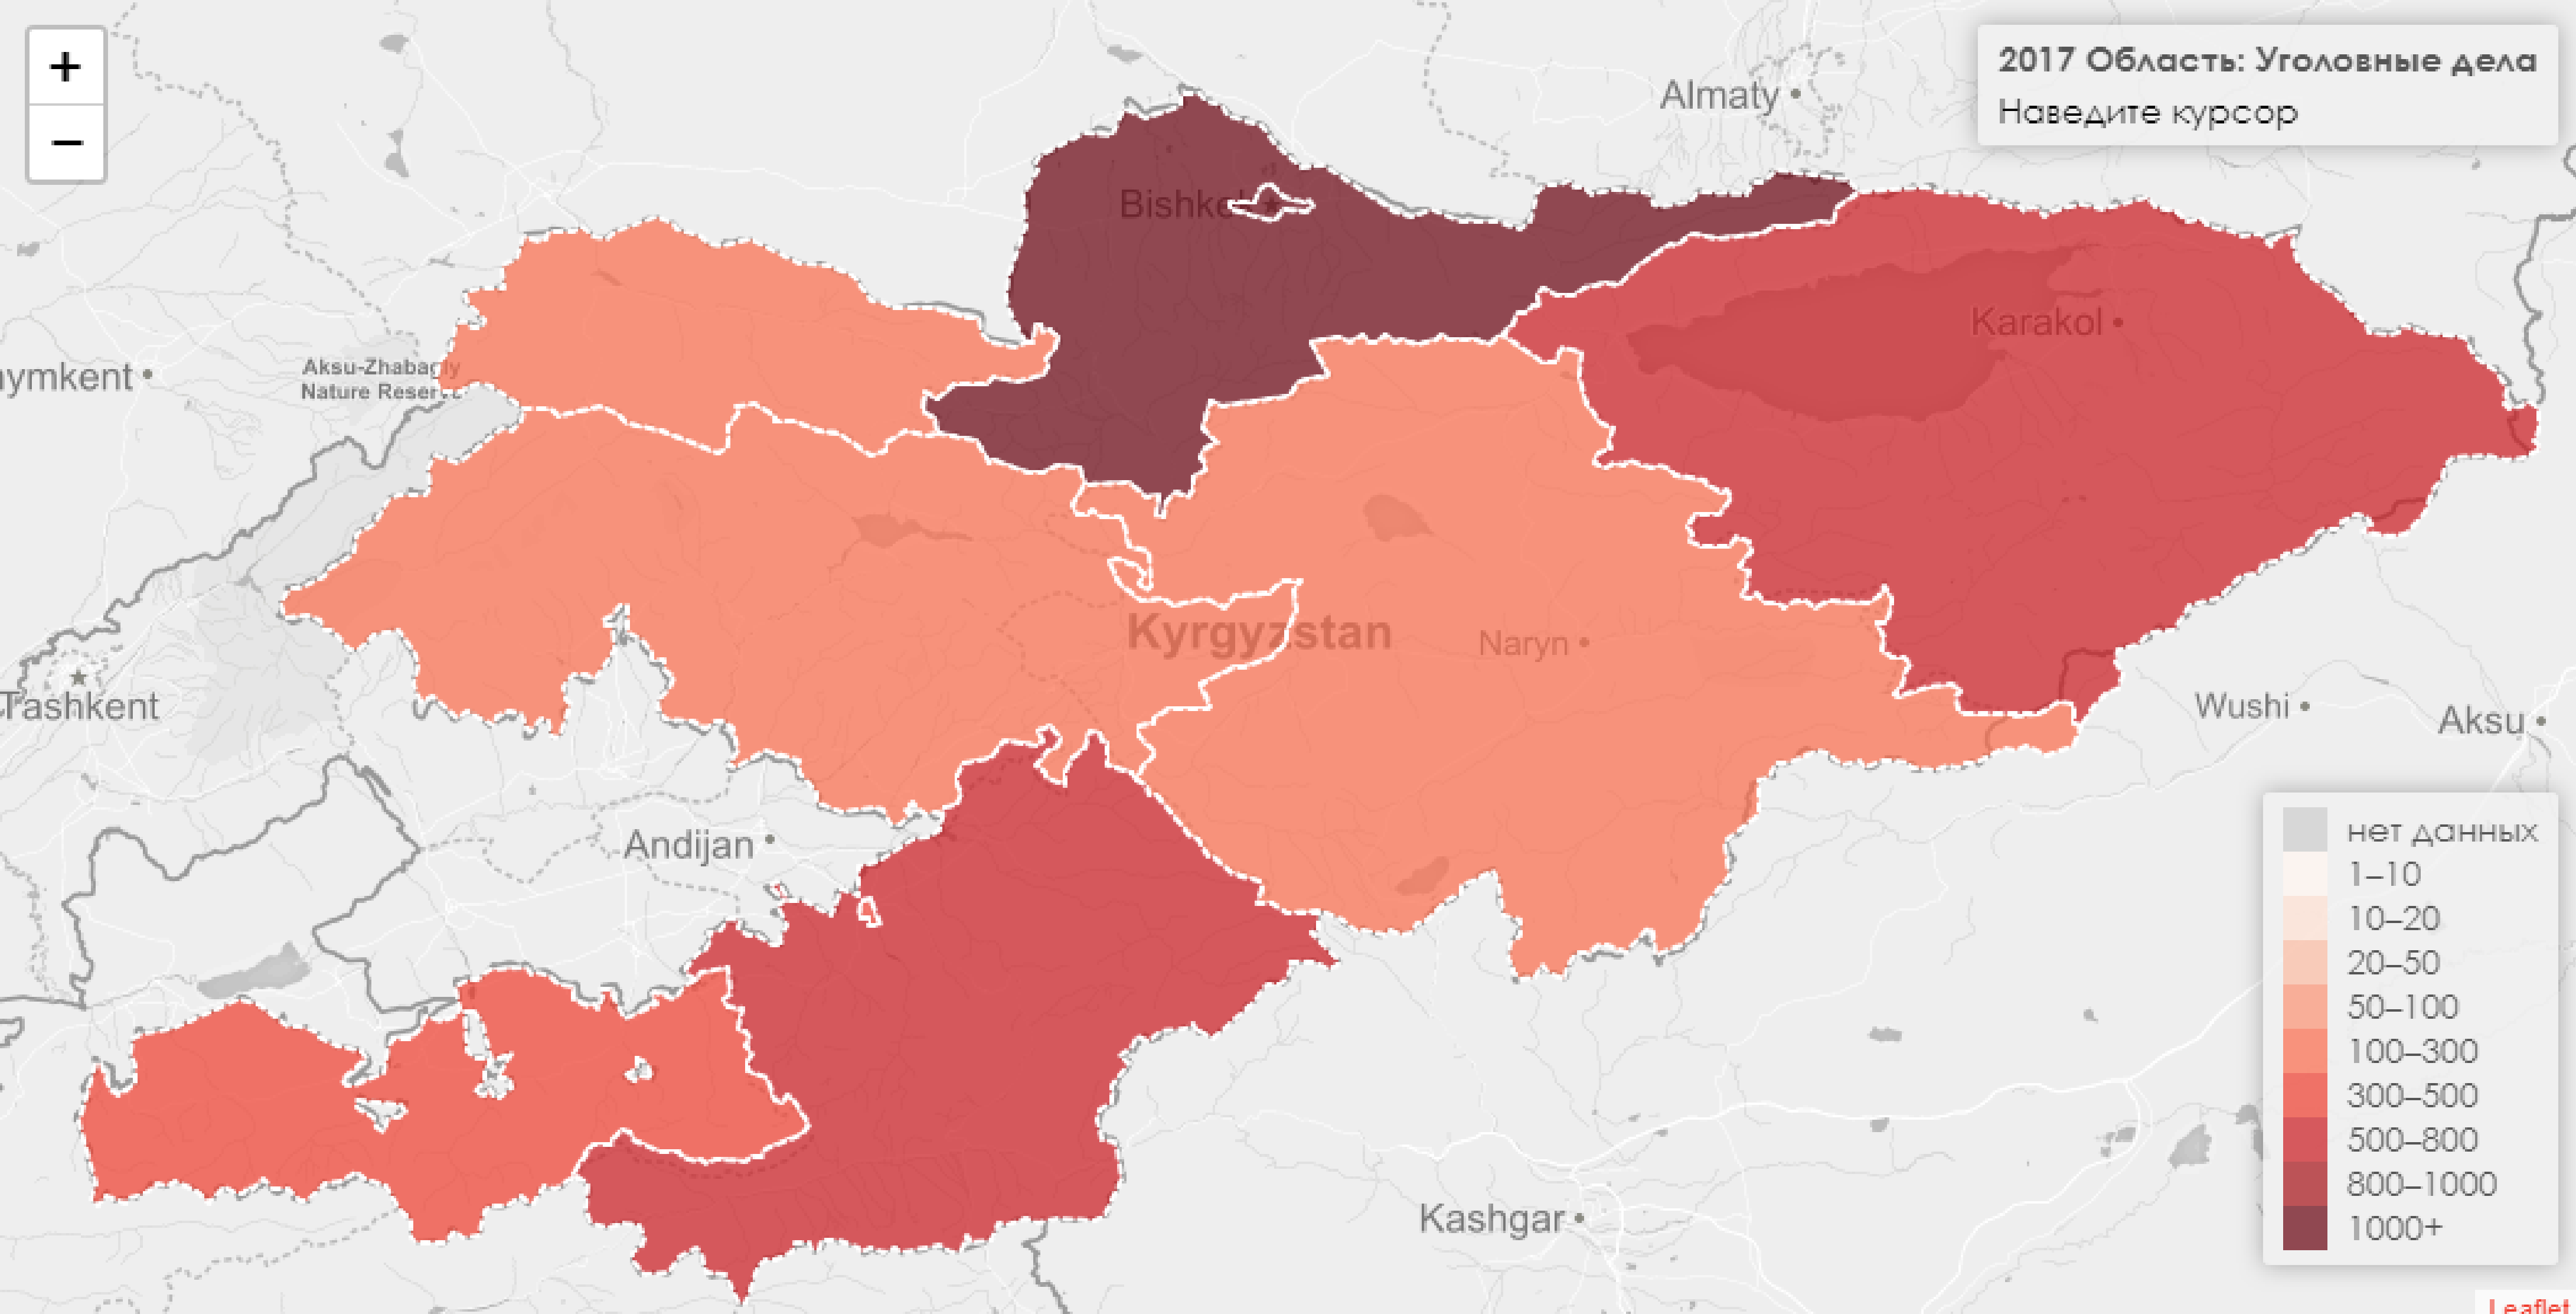 +
−
2017 Область: Уголовные дела
Наведите курсор
Almaty
Bishke
Karakol
ymkent
Aksu-Zhabagly
Nature Reserve
Kyrgyzstan
Naryn
Tashkent
Wushi
Aksu
Andijan
Kashgar
нет данных
1–10
10–20
20–50
50–100
100–300
300–500
500–800
800–1000
1000+
Leaflet